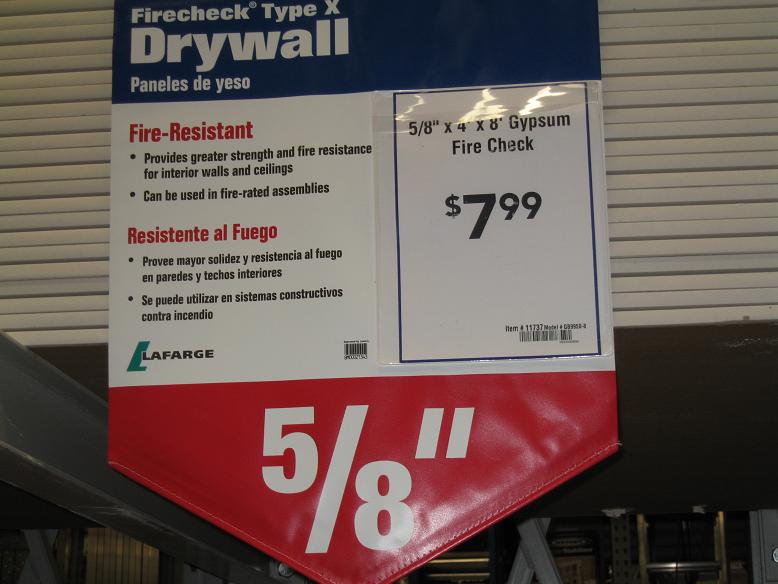 Firecheck® Type X
Drywall
Paneles de yeso
Fire-Resistant
• Provides greater strength and fire resistance
for interior walls and ceilings
• Can be used in fire-rated assemblies
Resistente al Fuego
• Provee mayor solidez y resistencia al fuego
en paredes y techos interiores
• Se puede utilizar en sistemas constructivos
contra incendio
LAFARGE
5/8" x 4' x 8' Gypsum
Fire Check
$7.99
Item # 11737 Model #
5/8"